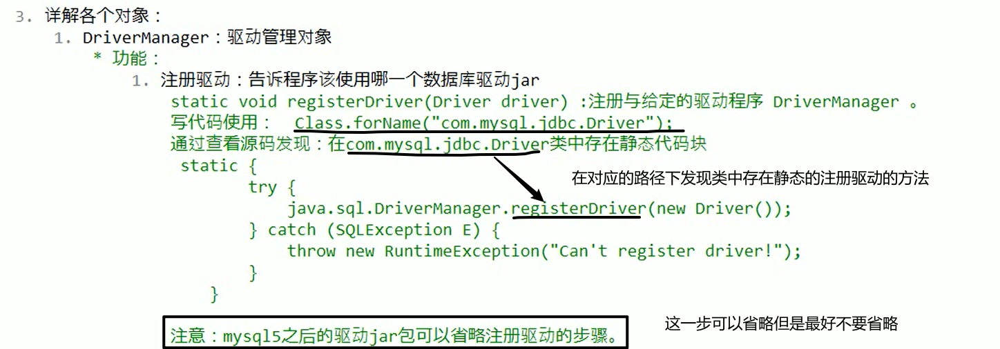 3. 详解各个对象：
1. DriverManager：驱动管理对象
* 功能：
1. 注册驱动：告诉程序该使用哪一个数据库驱动jar
static void registerDriver(Driver driver) :注册与给定的驱动程序 DriverManager 。
写代码使用： Class.forName("com.mysql.jdbc.Driver");
通过查看源码发现：在com.mysql.jdbc.Driver类中存在静态代码块
static {
在对应的路径下发现类中存在静态的注册驱动的方法
try {
java.sql.DriverManager.registerDriver(new Driver());
} catch (SQLException E) {
throw new RuntimeException("Can't register driver!");
}
}
注意：mysql5之后的驱动jar包可以省略注册驱动的步骤。
这一步可以省略但是最好不要省略